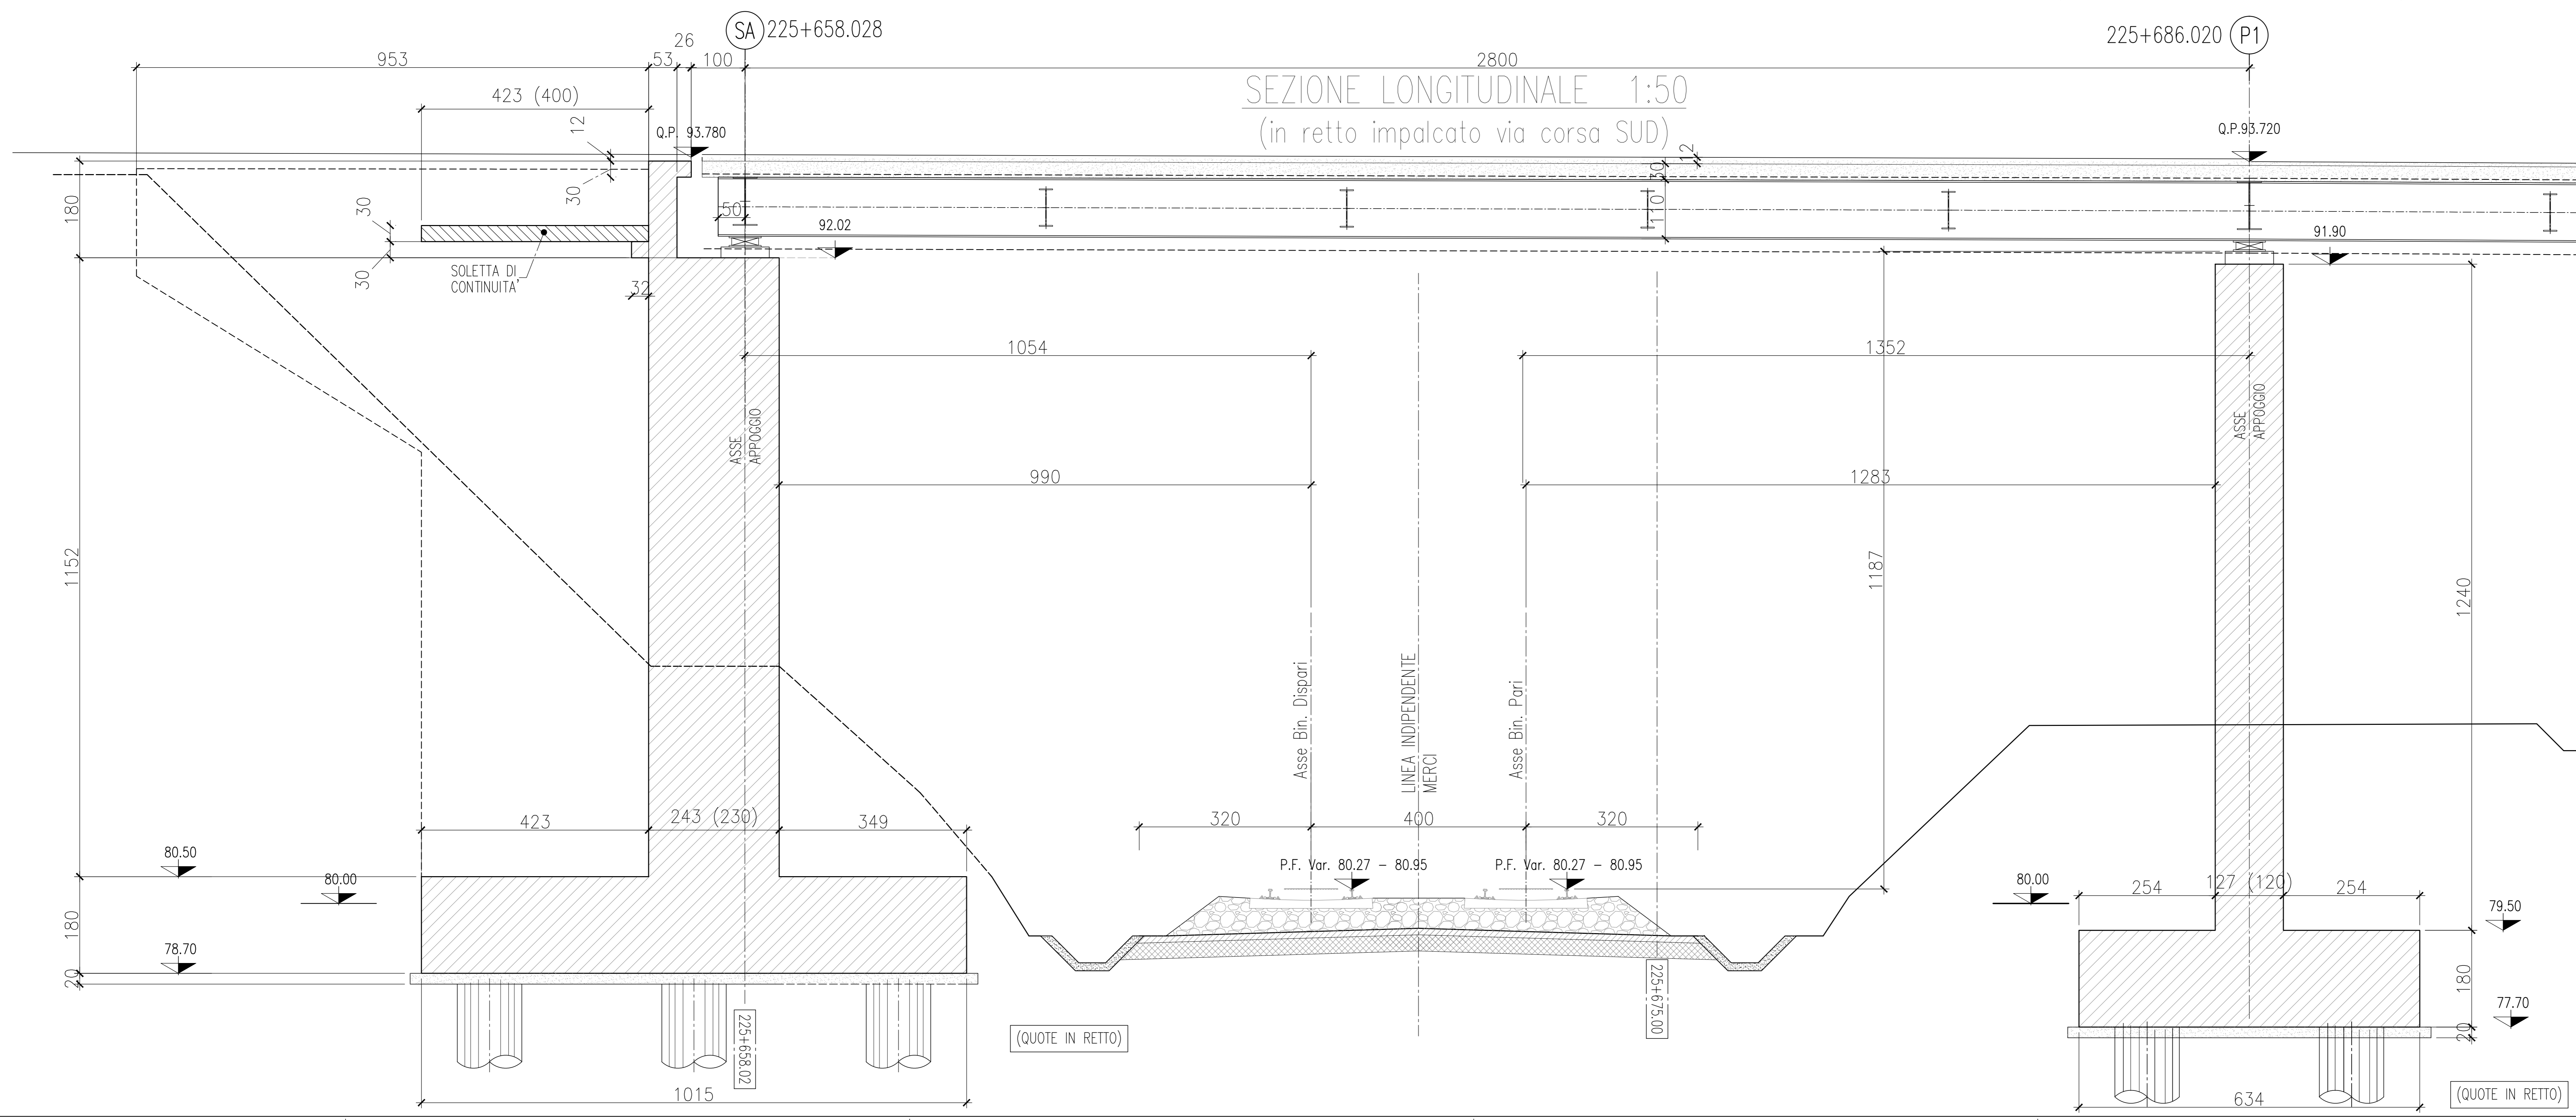 SA
225+658.028
26
225+686.020
P1
953
53
100
2800
SEZIONE LONGITUDINALE 1:50
(in retto impalcato via corsa SUD)
423 (400)
12
Q.P. 93.780
Q.P.93.720
12
30
180
30
30
50
110
92.02
91.90
30
SOLETTA DI
CONTINUITA'
32
1054
1352
ASSE
APPOGGIO
ASSE
APPOGGIO
990
1283
1152
1187
1240
Asse Bin. Dispari
LINEA INDIPENDENTE
MERCI
Asse Bin. Pari
423
243 (230)
349
320
400
320
80.50
80.00
P.F. Var. 80.27 - 80.95
P.F. Var. 80.27 - 80.95
80.00
254
127 (120)
254
79.50
180
78.70
20
180
77.70
20
225+658.02
(QUOTE IN RETTO)
225+675.00
1015
634
(QUOTE IN RETTO)